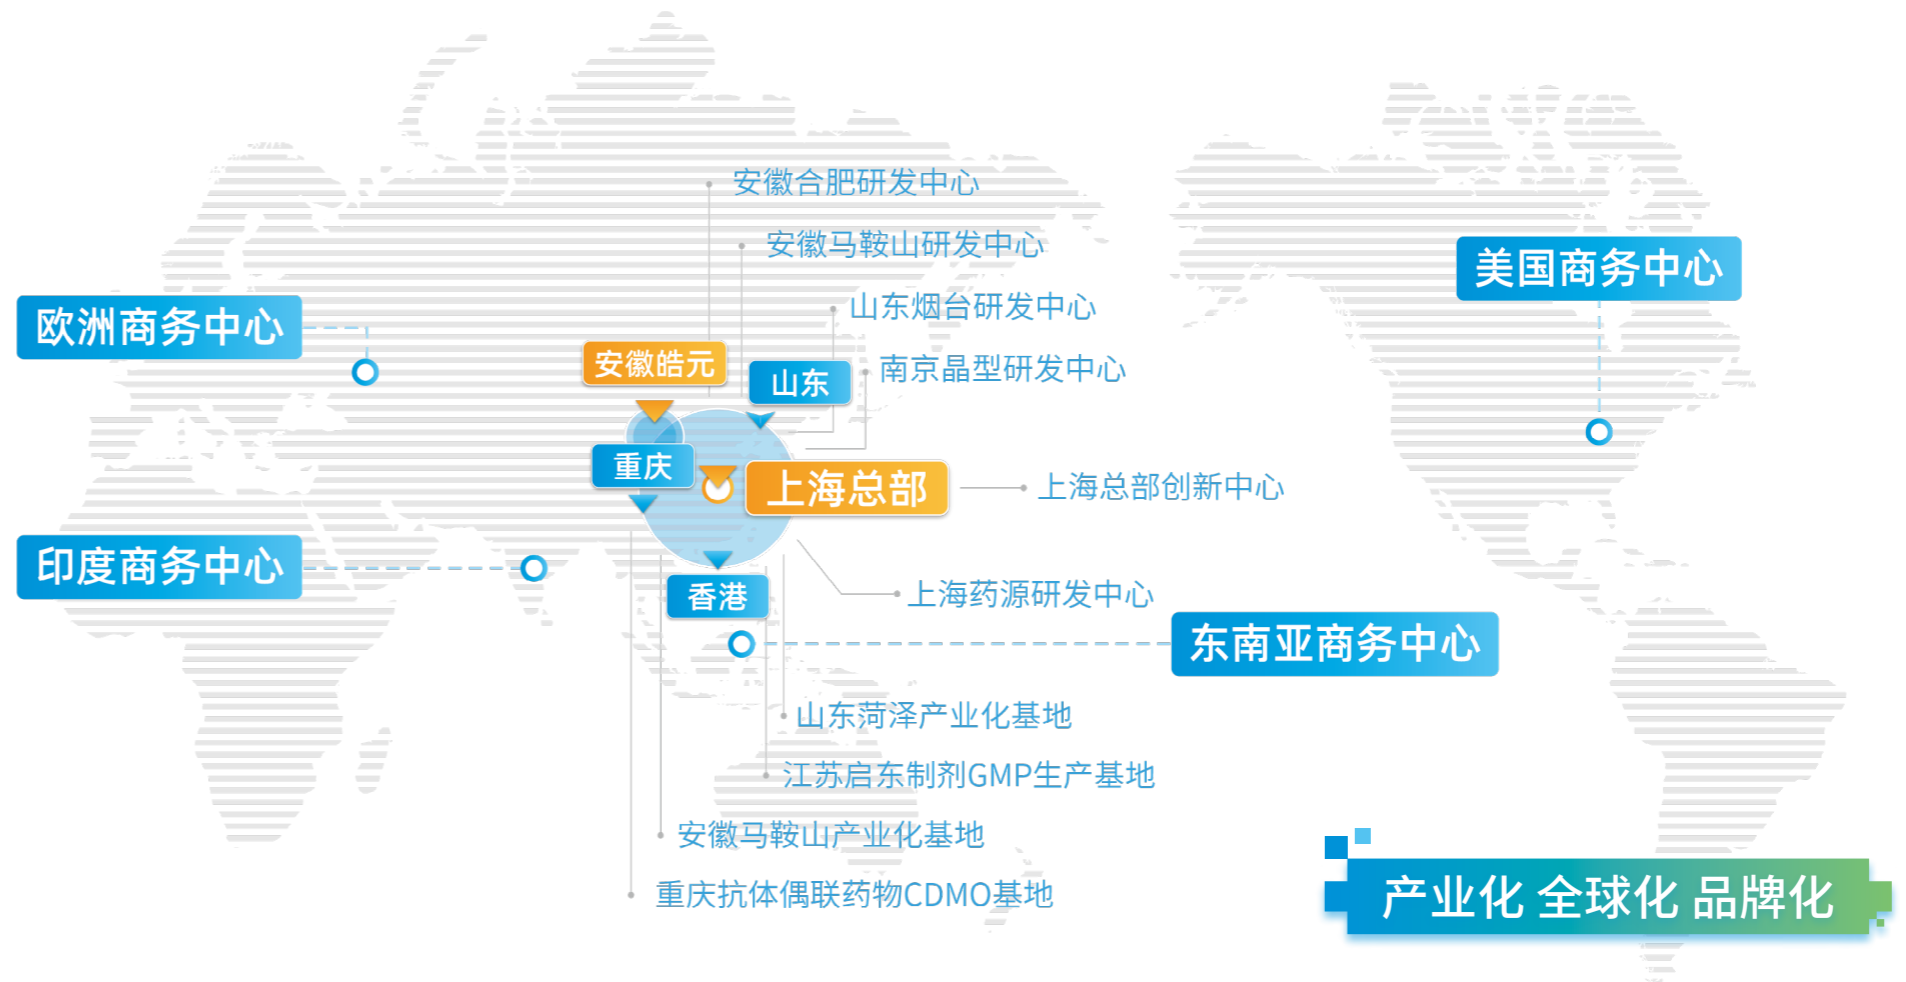 安徽合肥研发中心
安徽马鞍山研发中心
美国商务中心
山东烟台研发中心
欧洲商务中心
安徽皓元
山东
南京晶型研发中心
重庆
上海总部
上海总部创新中心
印度商务中心
香港
上海药源研发中心
东南亚商务中心
山东菏泽产业化基地
江苏启东制剂GMP生产基地
安徽马鞍山产业化基地
重庆抗体偶联药物CDMO基地
产业化 全球化 品牌化